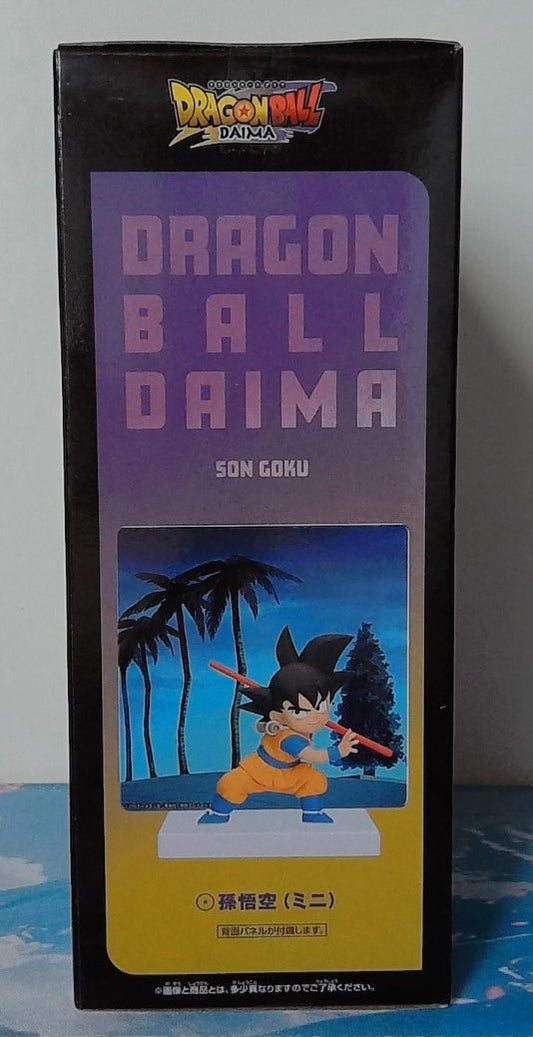 DRAGONBALL
DAIMA
DRAGON
BALL
DAIMA
SON GOKU
孫悟空（ミニ）
背面パネルが付属します。
※画像と商品とは、多少異なりますのでご了承ください。